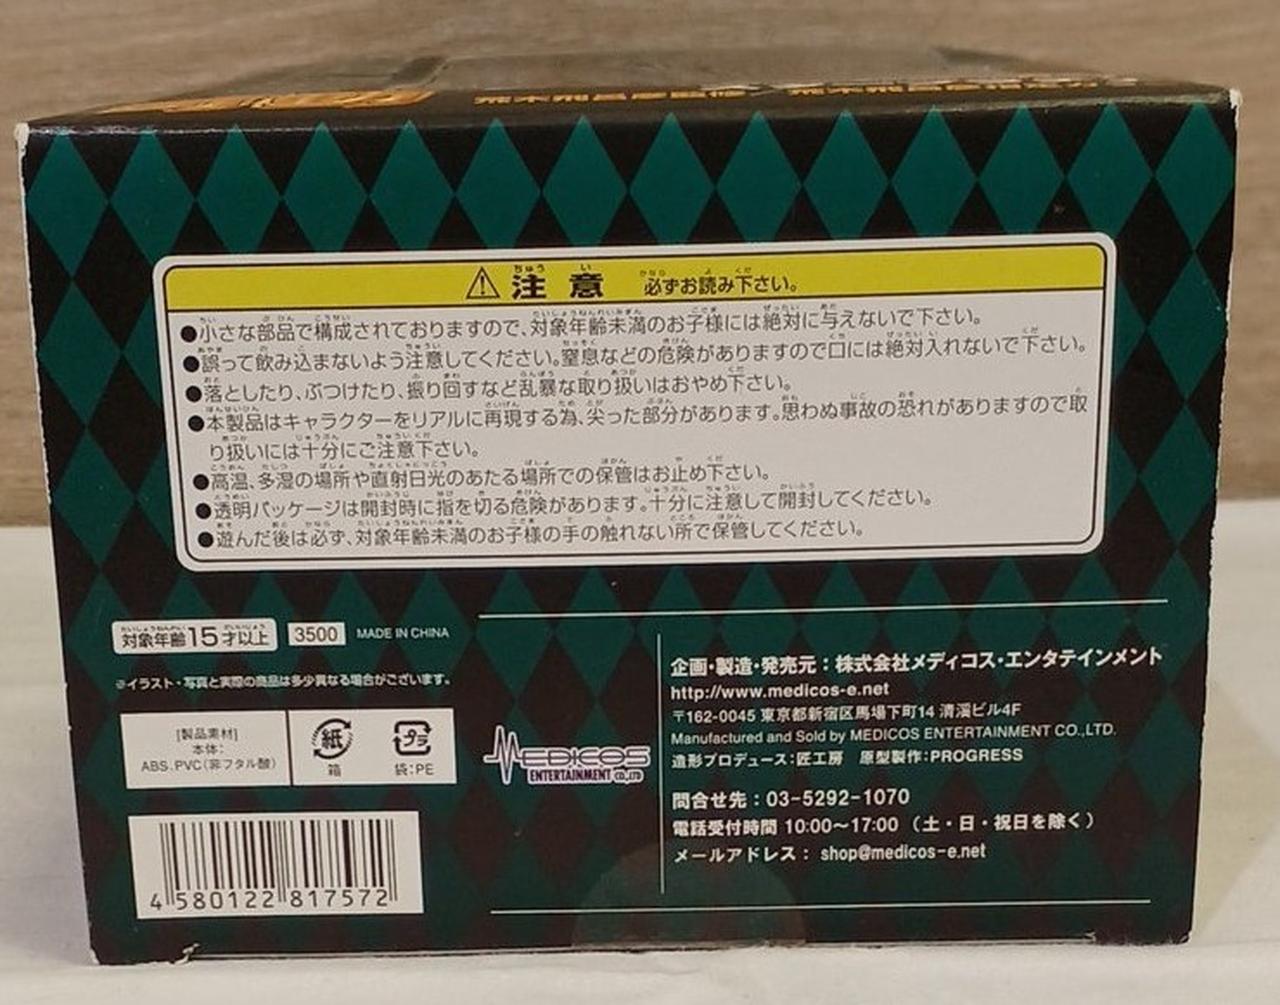 ⚠注意 必ずお読み下さい。
●小さな部品で構成されておりますので、対象年齢未満のお子様には絶対に与えないで下さい。
●誤って飲み込まないよう注意してください。窒息などの危険がありますので口には絶対入れないで下さい。
●落としたり、ぶつけたり、振り回すなど乱暴な取り扱いはおやめ下さい。
●本製品はキャラクターをリアルに再現する為、尖った部分があります。思わぬ事故の恐れがありますので取
り扱いには十分にご注意下さい。
●高温、多湿の場所や直射日光のあたる場所での保管はお止め下さい。
●透明パッケージは開封時に指を切る危険があります。十分に注意して開封してください。
●遊んだ後は必ず、対象年齢未満のお子様の手の触れない所で保管してください。
対象年齢15才以上 3500 MADE IN CHINA
※イラスト・写真と実際の商品は多少異なる場合がございます。
[製品素材]
本体:
ABS、PVC(非フタル酸)
紙
箱
プラ
袋:PE
4 580122 817572
MEDICOS
ENTERTAINMENT CO.,LTD
企画・製造・発売元:株式会社メディコス・エンタテインメント
http://www.medicos-e.net
〒162-0045 東京都新宿区馬場下町14 清渓ビル4F
Manufactured and Sold by MEDICOS ENTERTAINMENT CO.,LTD.
造形プロデュース:匠工房 原型製作:PROGRESS
問合せ先:03-5292-1070
電話受付時間 10:00〜17:00 (土・日・祝日を除く)
メールアドレス: shop@medicos-e.net